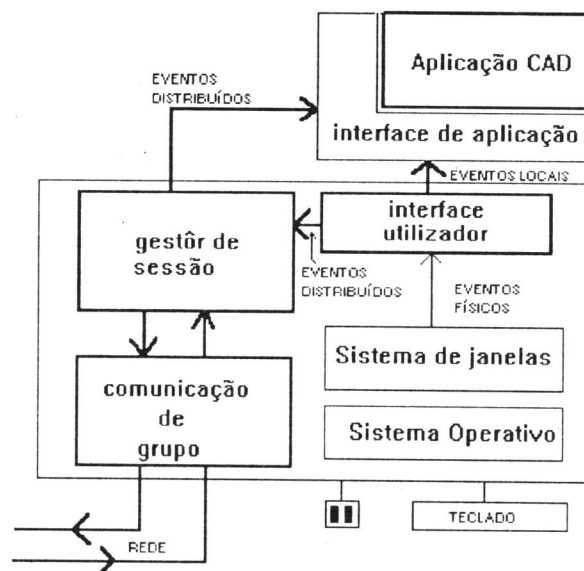 Aplicação CAD
EVENTOS
DISTRIBUÍDOS
interface de aplicação
EVENTOS LOCAIS
gestôr de
sessão
interface
utilizador
EVENTOS
DISTRIBUÍDOS
EVENTOS
FÍSICOS
comunicação
de
grupo
Sistema de janelas
Sistema Operativo
TECLADO
REDE